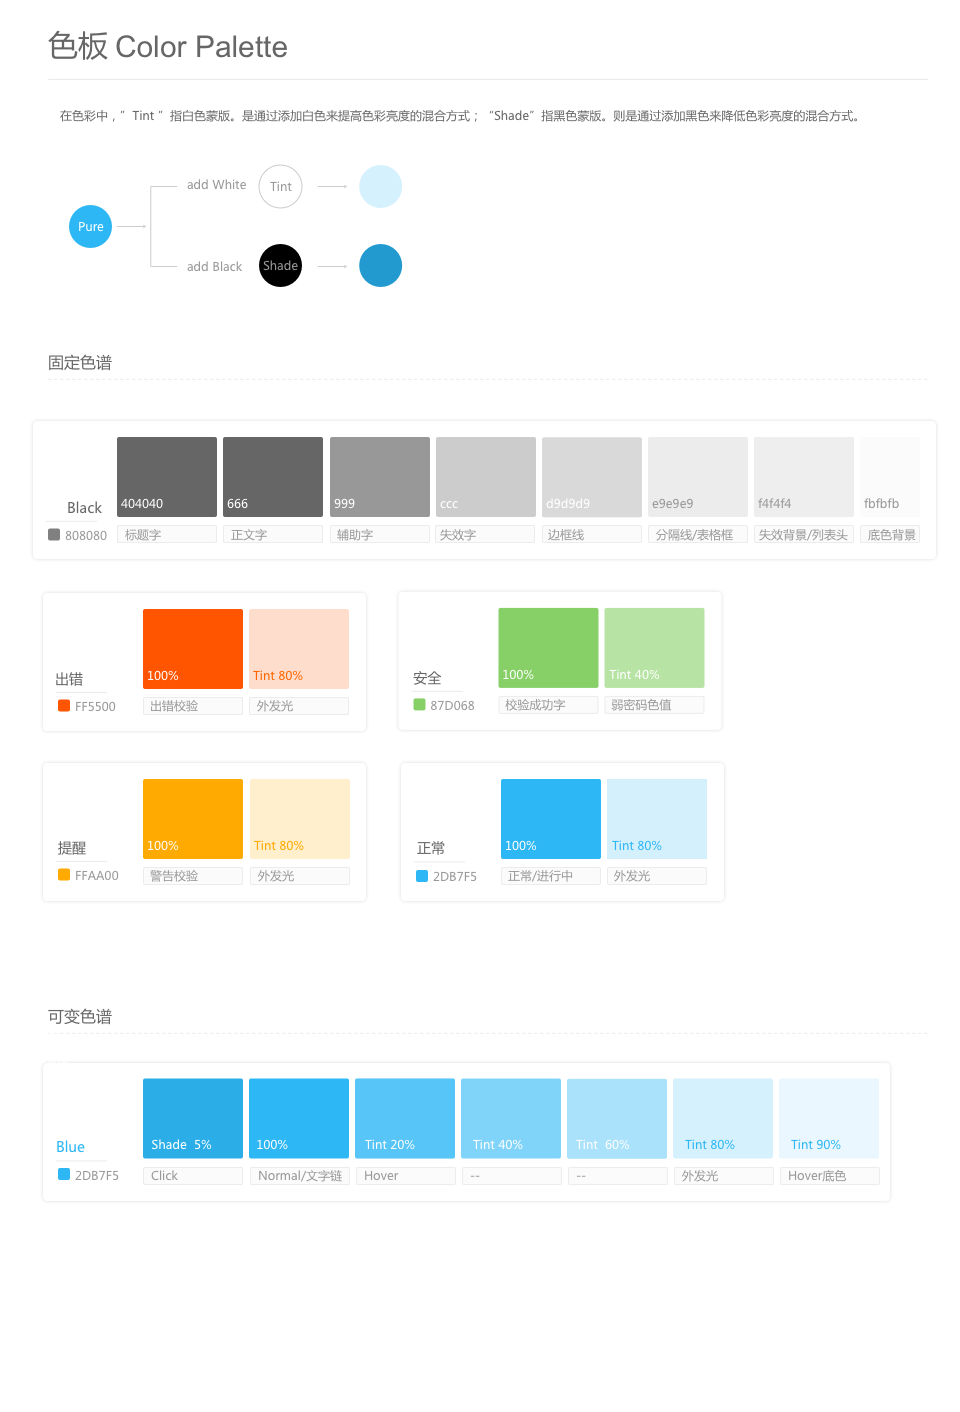 色板 Color Palette
在色彩中，”Tint ”指白色蒙版。是通过添加白色来提高色彩亮度的混合方式；“Shade”指黑色蒙版。则是通过添加黑色来降低色彩亮度的混合方式。
add White
Tint
Pure
add Black
Shade
固定色谱
Black
808080
404040 666 999 ccc d9d9d9 e9e9e9 f4f4f4 fbfbfb
标题字 正文字 辅助字 失效字 边框线 分隔线/表格框 失效背景/列表头 底色背景
出错
FF5500
100% Tint 80%
出错校验 外发光
安全
87D068
100% Tint 40%
校验成功字 弱密码色值
提醒
FFAA00
100% Tint 80%
警告校验 外发光
正常
2DB7F5
100% Tint 80%
正常/进行中 外发光
可变色谱
Blue
2DB7F5
Shade 5% 100% Tint 20% Tint 40% Tint 60% Tint 80% Tint 90%
Click Normal/文字链 Hover -- -- 外发光 Hover底色